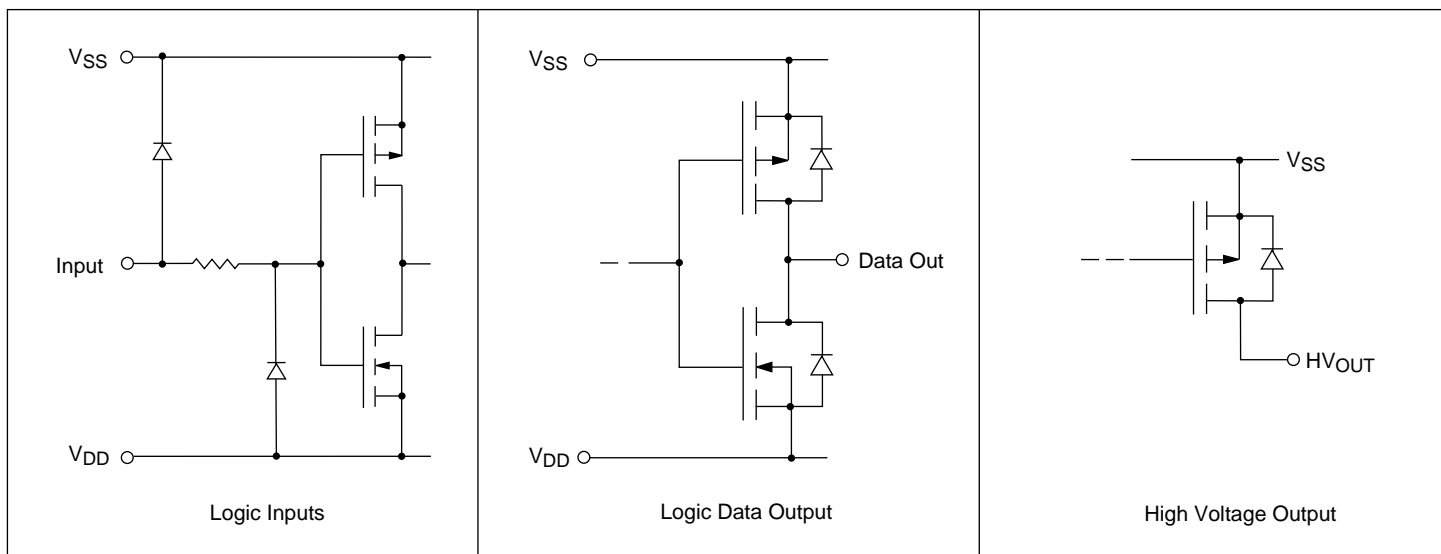 VSS
Input
VDD
Logic Inputs
VSS
Data Out
VDD
Logic Data Output
VSS
HVOUT
High Voltage Output